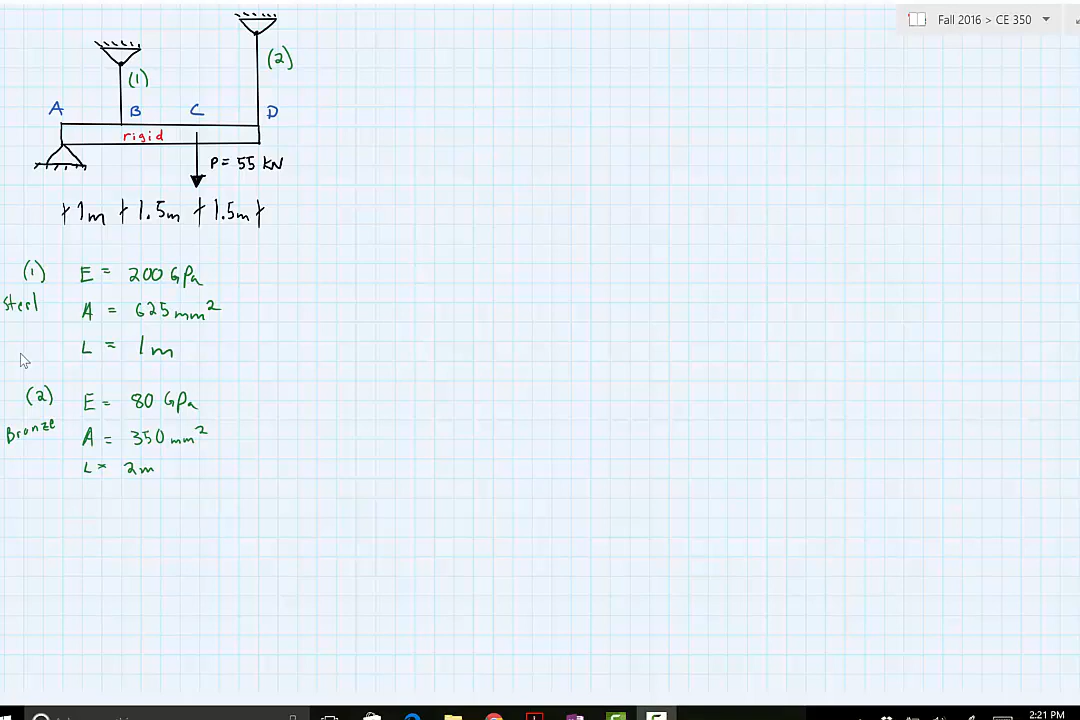 Fall 2016 > CE 350
(1)
(2)
A B C D
rigid
P = 55 kN
1m 1.5m 1.5m
(1) E = 200 GPa
Steel
A = 625 mm²
L = 1m
(2) E = 80 GPa
Bronze
A = 350 mm²
L = 2m
2:21 PM